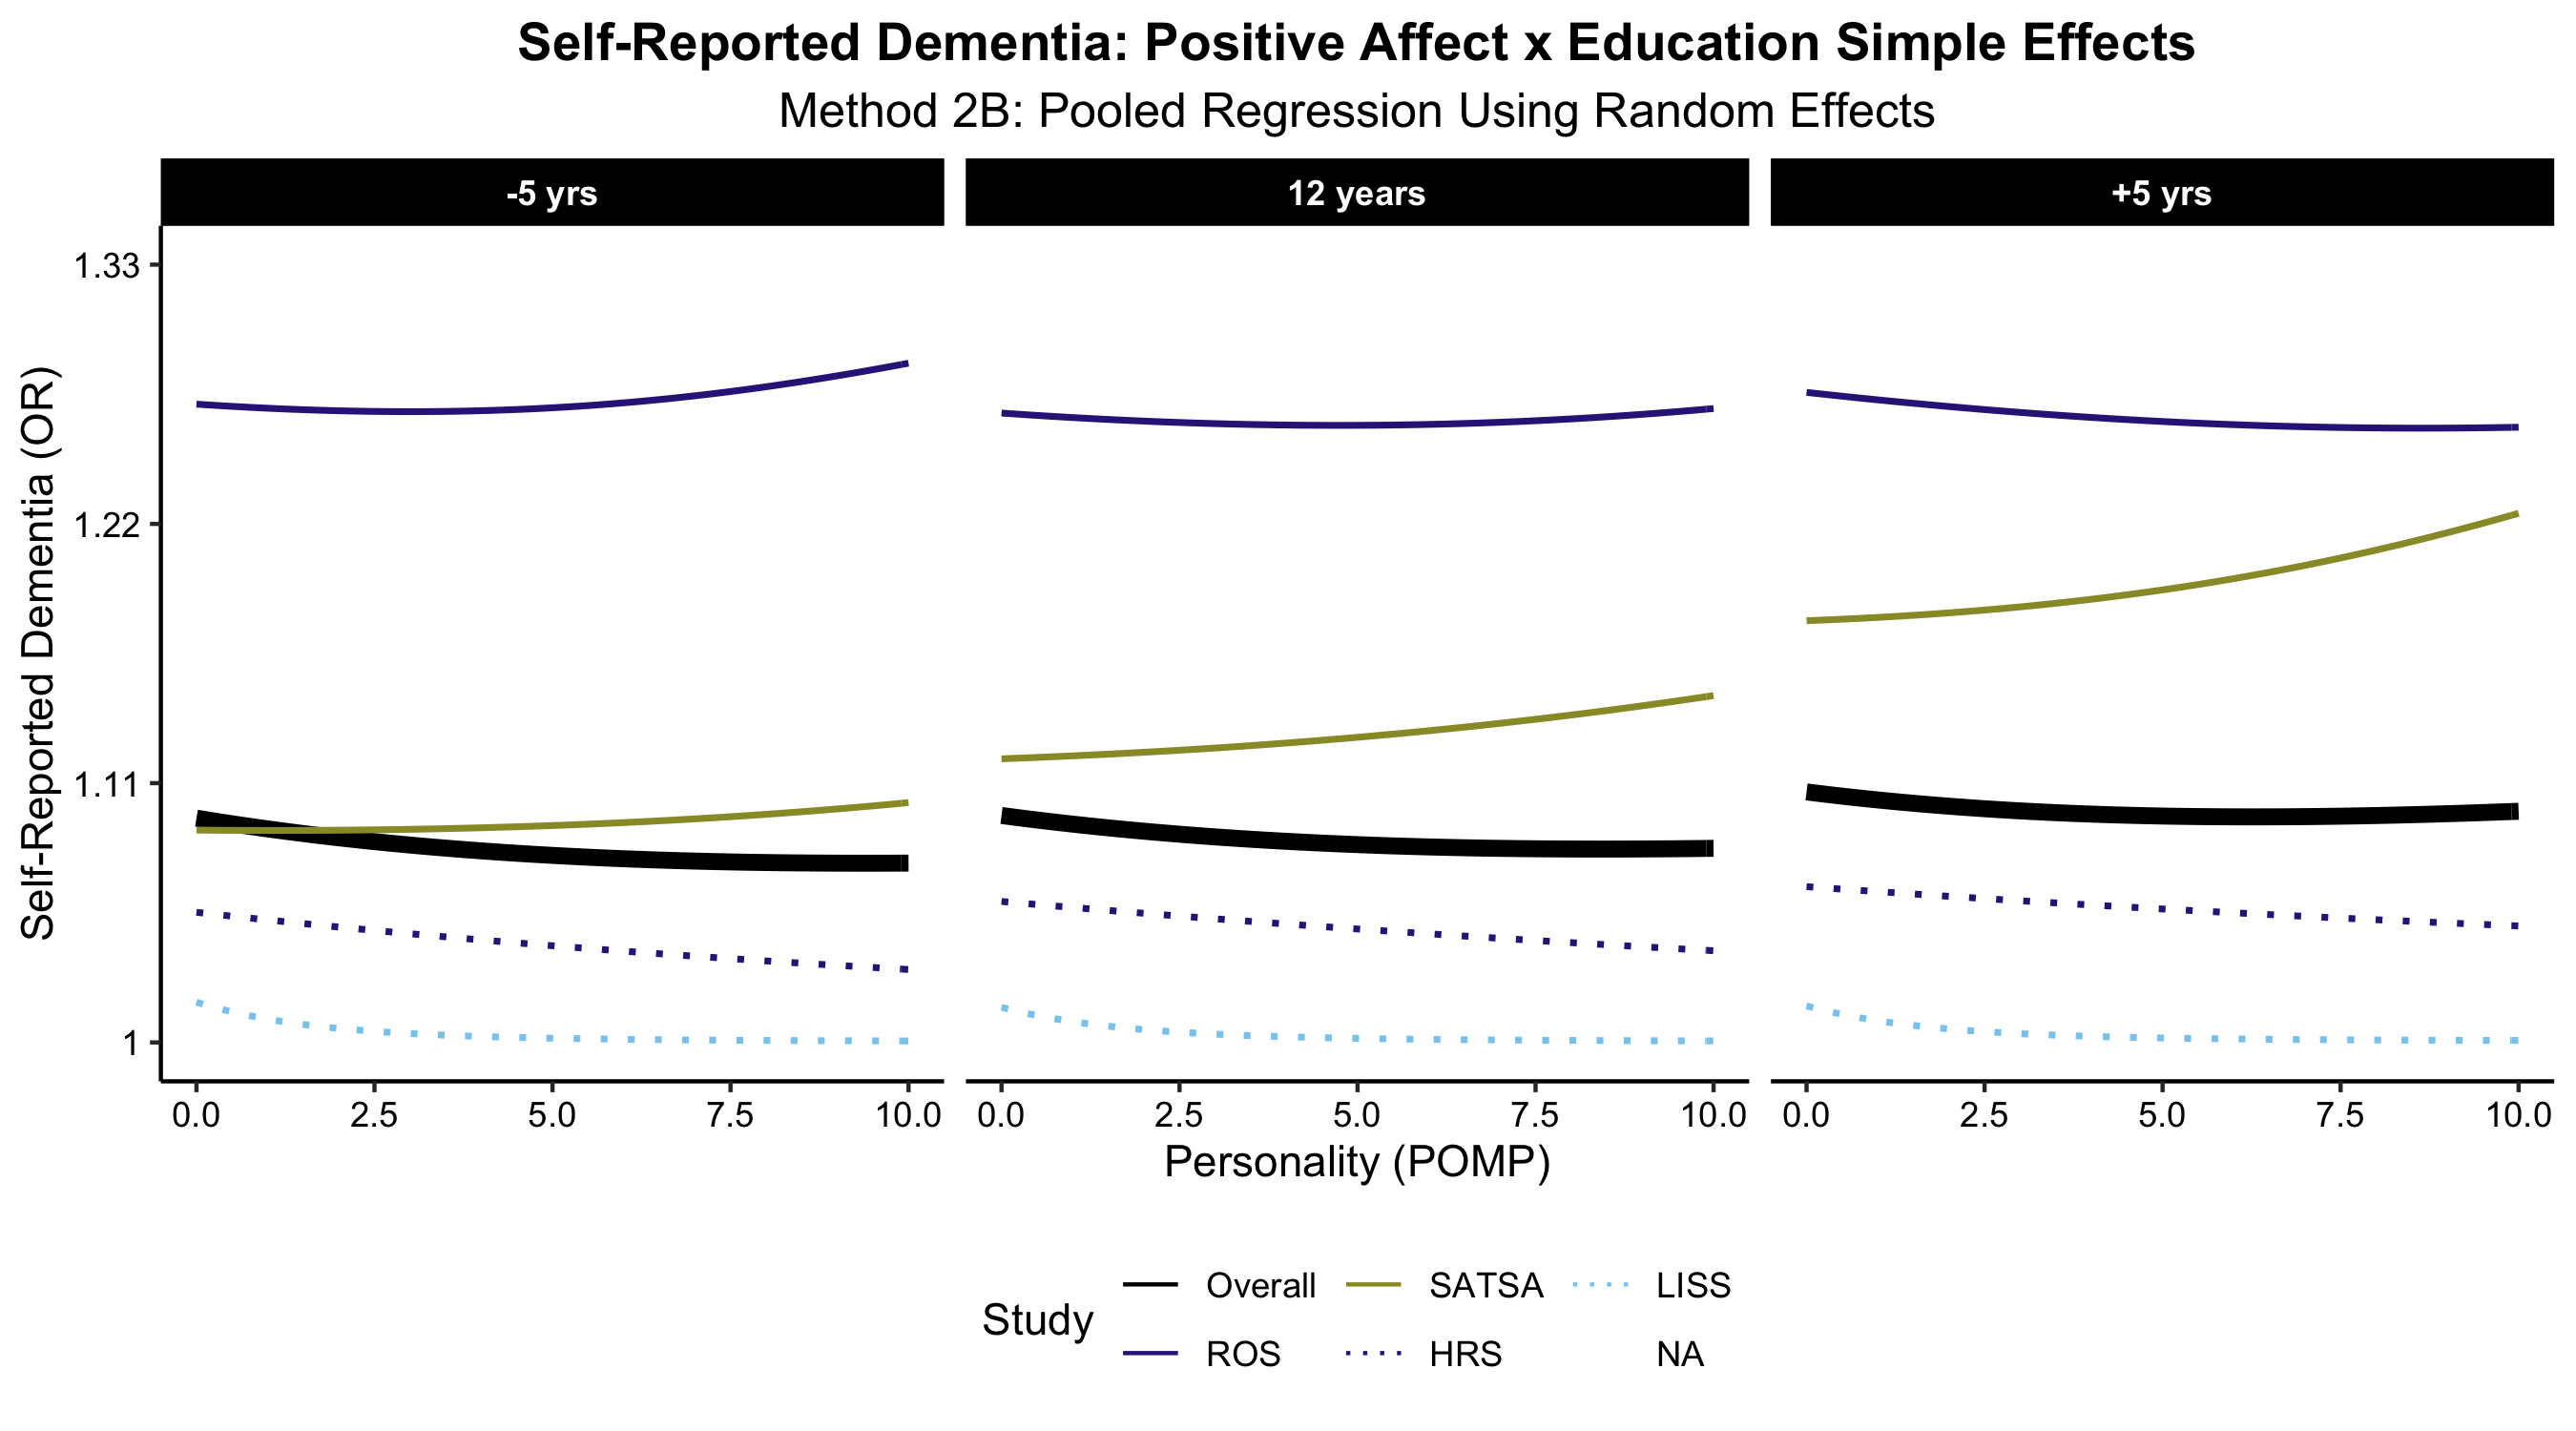 Self-Reported Dementia: Positive Affect x Education Simple Effects
Method 2B: Pooled Regression Using Random Effects
-5 yrs
12 years
+5 yrs
Self-Reported Dementia (OR)
1.33
1.22
1.11
1
0.0 2.5 5.0 7.5 10.0
0.0 2.5 5.0 7.5 10.0
0.0 2.5 5.0 7.5 10.0
Personality (POMP)
Study
Overall SATSA LISS
ROS HRS NA